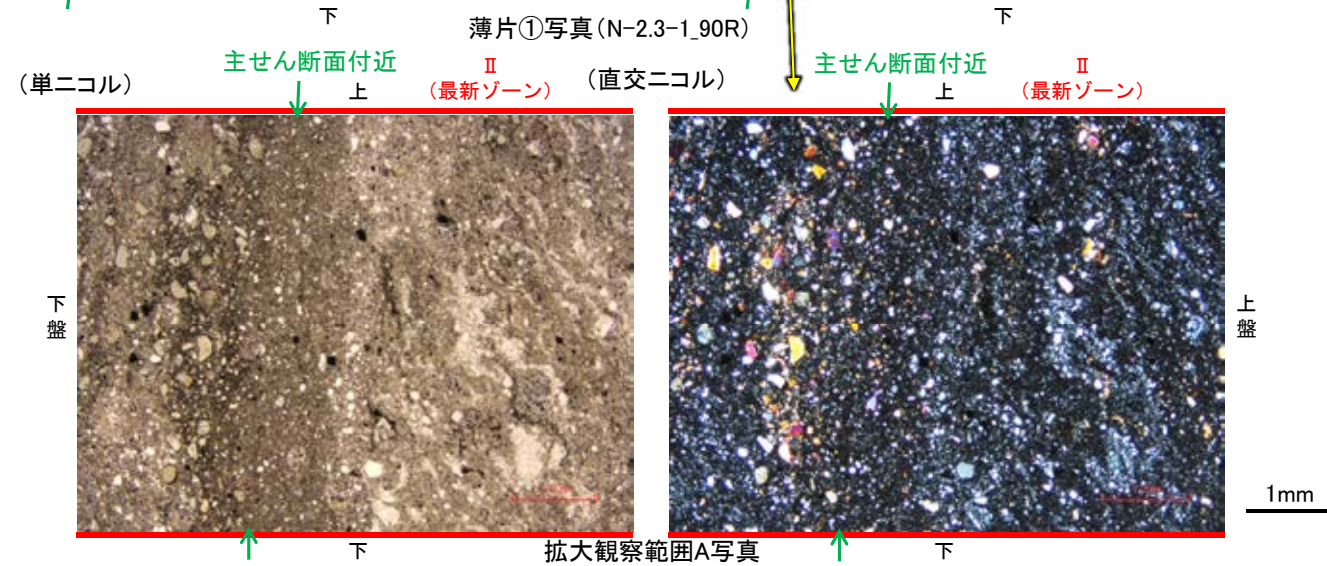 下
下
薄片①写真(N-2.3-1_90R)
(単ニコル)
主せん断面付近
上
Ⅱ
(最新ゾーン)
(直交ニコル)
主せん断面付近
上
Ⅱ
(最新ゾーン)
下盤
上盤
1mm
下
拡大観察範囲A写真
下